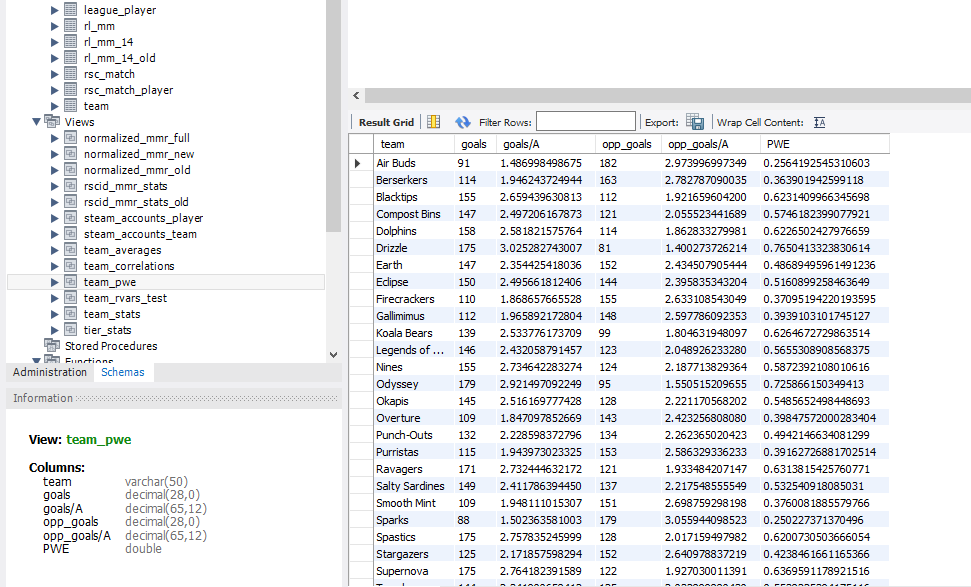 league_player
rl_mm
rl_mm_14
rl_mm_14_old
rsc_match
rsc_match_player
team
Views
normalized_mmr_full
normalized_mmr_new
normalized_mmr_old
rscid_mmr_stats
rscid_mmr_stats_old
steam_accounts_player
steam_accounts_team
team_averages
team_correlations
team_pwe
team_rvars_test
team_stats
tier_stats
Stored Procedures
Functions
Administration Schemas
Information
View: team_pwe
Columns:
team varchar(50)
goals decimal(28,0)
goals/A decimal(65,12)
opp_goals decimal(28,0)
opp_goals/A decimal(65,12)
PWE double
Result Grid Filter Rows: Export: Wrap Cell Content:
team goals goals/A opp_goals opp_goals/A PWE
Air Buds 91 1.486998498675 182 2.973996997349 0.2564192545310603
Berserkers 114 1.946243724944 163 2.782787090035 0.363901942599118
Blacktips 155 2.659439630813 112 1.921659604200 0.6231409966345698
Compost Bins 147 2.497206167873 121 2.055523441689 0.5746182399077921
Dolphins 158 2.581821575764 114 1.862833279981 0.6226502427976659
Drizzle 175 3.025282743007 81 1.400273726214 0.7650413323830614
Earth 147 2.354425418036 152 2.434507905444 0.48689495961491236
Eclipse 150 2.495661812406 144 2.395835343204 0.5160899258463649
Firecrackers 110 1.868657665528 155 2.633108543049 0.37095194220193595
Gallimimus 112 1.965892172804 148 2.597786092353 0.3939103101745127
Koala Bears 139 2.533776173709 99 1.804631948097 0.6264672729863514
Legends of ... 146 2.432058791457 123 2.048926233280 0.5655308908568375
Nines 155 2.734642283274 124 2.187713829364 0.5872392108010616
Odyssey 179 2.921497092249 95 1.550515209655 0.725866150349413
Okapis 145 2.516169777428 128 2.221170568202 0.5485652498448693
Overture 109 1.847097852669 143 2.423256808080 0.39847572000283404
Punch-Outs 132 2.228598372796 134 2.262365020423 0.4942146634081299
Purristas 115 1.943973023325 153 2.586329336233 0.39162726881702514
Ravagers 171 2.732444632172 121 1.933484207147 0.6313815425760771
Salty Sardines 149 2.411786394450 137 2.217548555549 0.532540918085031
Smooth Mint 109 1.948111015307 151 2.698759298198 0.3760081885579766
Sparks 88 1.502363581003 179 3.055944098523 0.250227371370496
Spastics 175 2.757835245999 128 2.017159497982 0.6200730503666054
Stargazers 125 2.171857598294 152 2.640978837219 0.4238461661165366
Supernova 175 2.764182391589 122 1.927030011391 0.6369591178921516